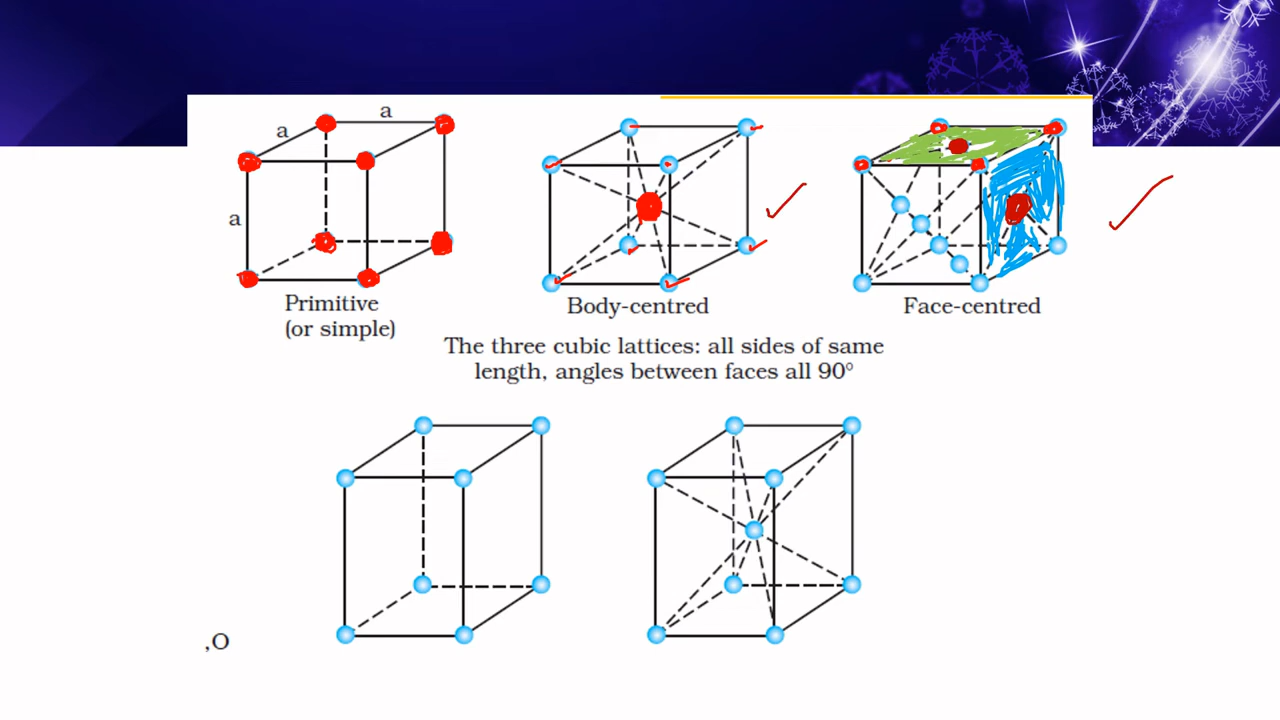 a
a
a
Primitive
(or simple)
Body-centred
Face-centred
The three cubic lattices: all sides of same
length, angles between faces all 90°
,O